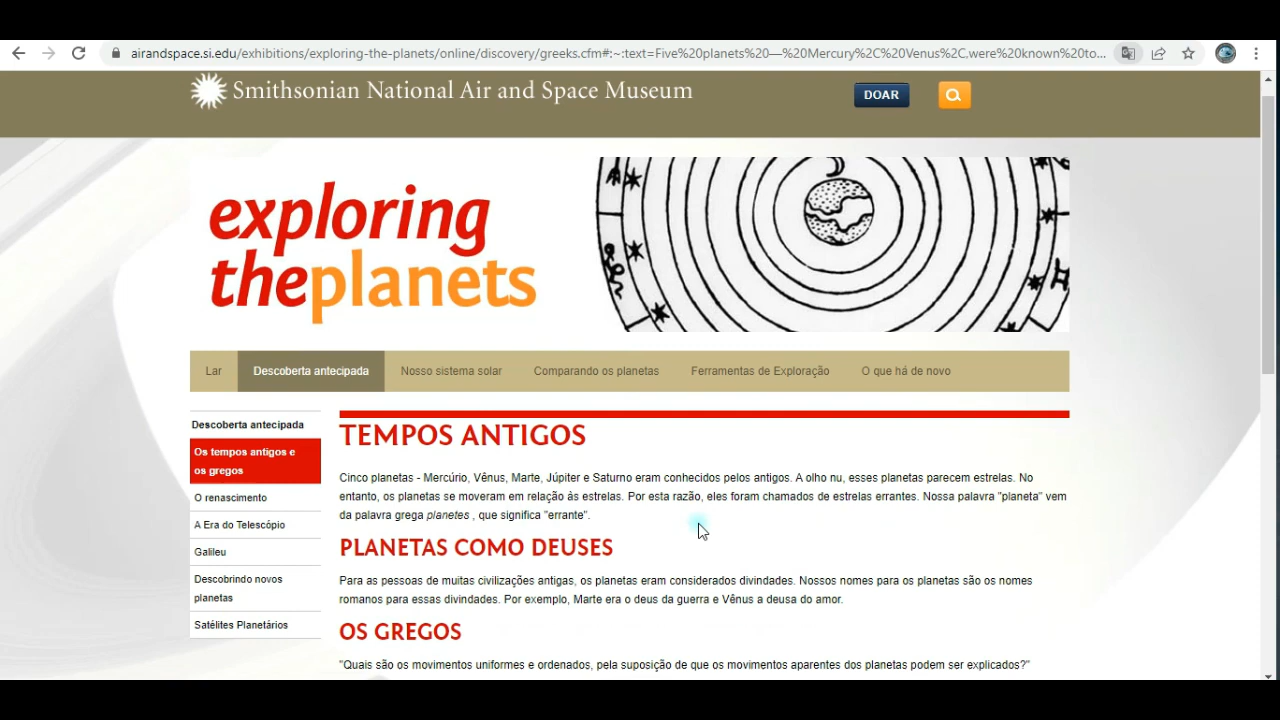 airandspace.si.edu/exhibitions/exploring-the-planets/online/discovery/greeks.cfm#:~:text=Five%20planets%20—%20Mercury%2C%20Venus%2C,were%20known%20to...
Smithsonian National Air and Space Museum
DOAR
exploring
theplanets
Lar
Descoberta antecipada
Nosso sistema solar
Comparando os planetas
Ferramentas de Exploração
O que há de novo
Descoberta antecipada
Os tempos antigos e
os gregos
O renascimento
A Era do Telescópio
Galileu
Descobrindo novos
planetas
Satélites Planetários
TEMPOS ANTIGOS
Cinco planetas - Mercúrio, Vênus, Marte, Júpiter e Saturno eram conhecidos pelos antigos. A olho nu, esses planetas parecem estrelas. No
entanto, os planetas se moveram em relação às estrelas. Por esta razão, eles foram chamados de estrelas errantes. Nossa palavra "planeta" vem
da palavra grega planetes , que significa "errante".
PLANETAS COMO DEUSES
Para as pessoas de muitas civilizações antigas, os planetas eram considerados divindades. Nossos nomes para os planetas são os nomes
romanos para essas divindades. Por exemplo, Marte era o deus da guerra e Vênus a deusa do amor.
OS GREGOS
"Quais são os movimentos uniformes e ordenados, pela suposição de que os movimentos aparentes dos planetas podem ser explicados?"